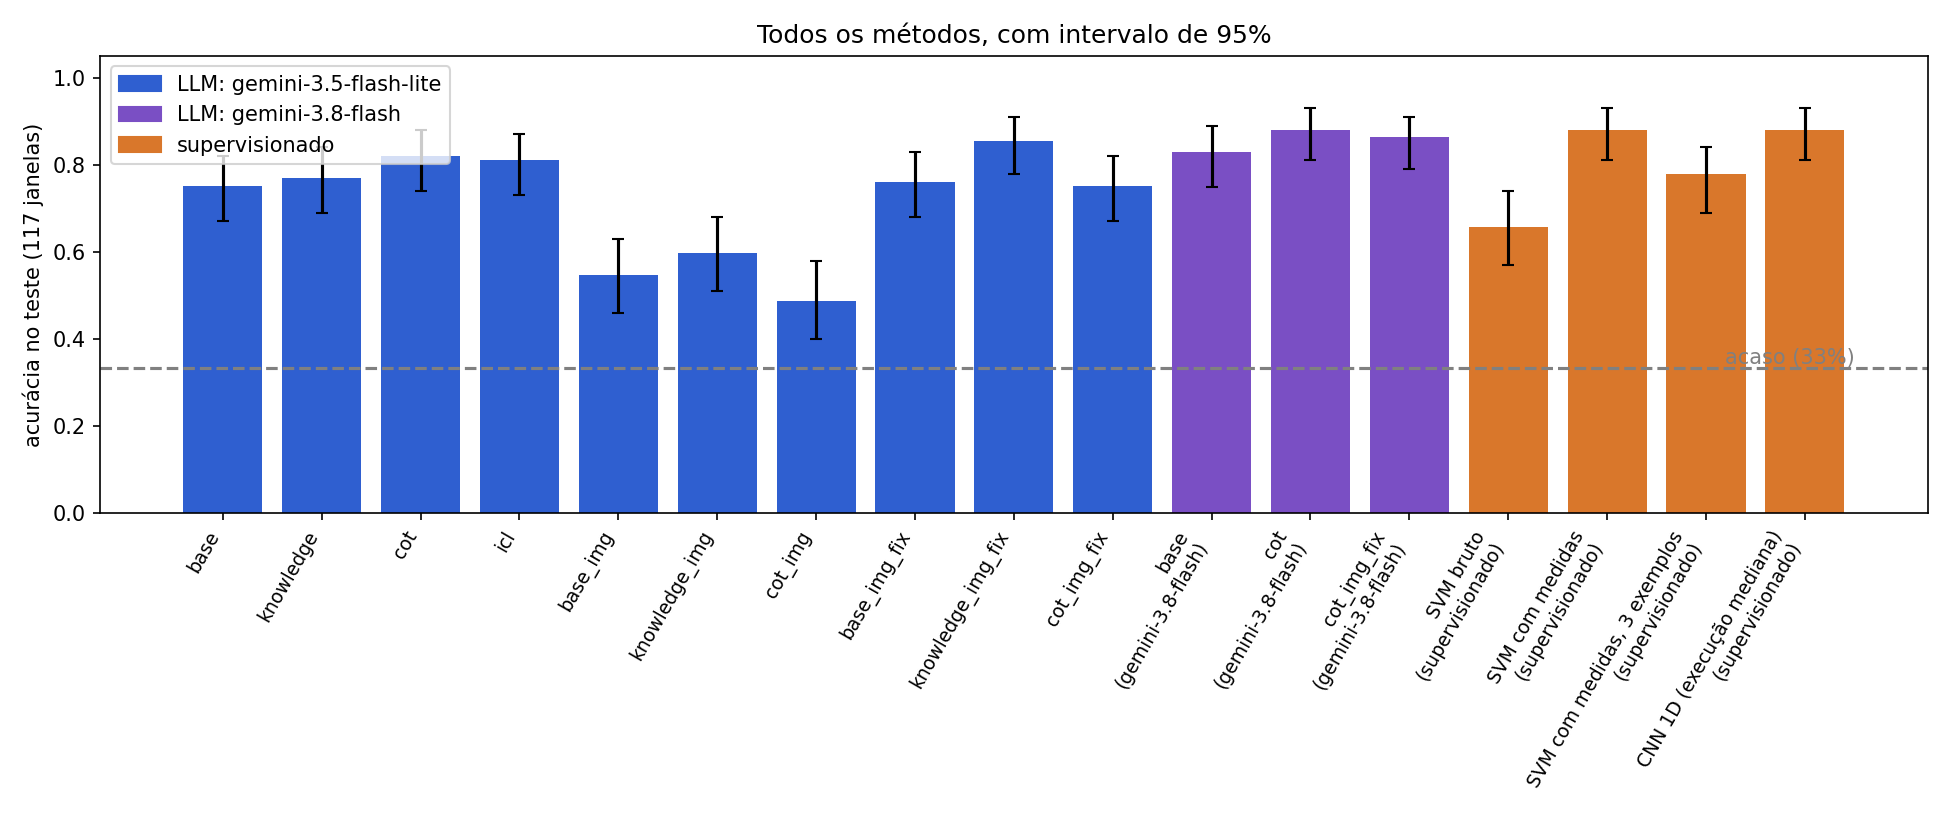 Todos os métodos, com intervalo de 95%
LLM: gemini-3.5-flash-lite
LLM: gemini-3.8-flash
supervisionado
acurácia no teste (117 janelas)
1.0
0.8
0.6
0.4
0.2
0.0
acaso (33%)
base
knowledge
cot
icl
base_img
knowledge_img
cot_img
base_img_fix
knowledge_img_fix
cot_img_fix
base
(gemini-3.8-flash)
cot
(gemini-3.8-flash)
cot_img_fix
(gemini-3.8-flash)
SVM bruto
(supervisionado)
SVM com medidas
(supervisionado)
SVM com medidas, 3 exemplos
(supervisionado)
CNN 1D (execução mediana)
(supervisionado)